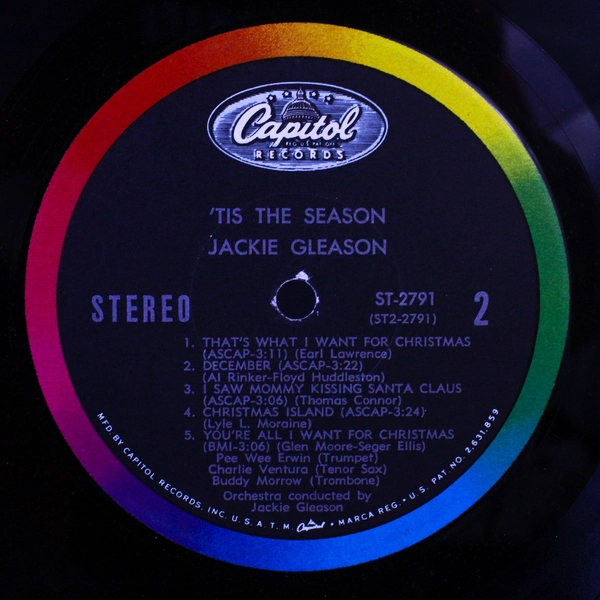 Capitol
REG. U.S. PAT. OFF.
RECORDS
'TIS THE SEASON
JACKIE GLEASON
STEREO
ST-2791
(ST2-2791)
2
1. THAT'S WHAT I WANT FOR CHRISTMAS
(ASCAP-3:11) (Earl Lawrence)
2. DECEMBER (ASCAP-3:22)
(Al Rinker-Floyd Huddleston)
3. I SAW MOMMY KISSING SANTA CLAUS
(ASCAP-3:06) (Thomas Connor)
4. CHRISTMAS ISLAND (ASCAP-3:24)
(Lyle L. Moraine)
5. YOU'RE ALL I WANT FOR CHRISTMAS
(BMI-3:06) (Glen Moore-Seger Ellis)
Pee Wee Erwin (Trumpet)
Charlie Ventura (Tenor Sax)
Buddy Morrow (Trombone)
Orchestra conducted by
Jackie Gleason
MFD. BY CAPITOL RECORDS, INC. U.S.A. T.M. Capitol • MARCA REG. • U.S. PAT. NO. 2,631,859